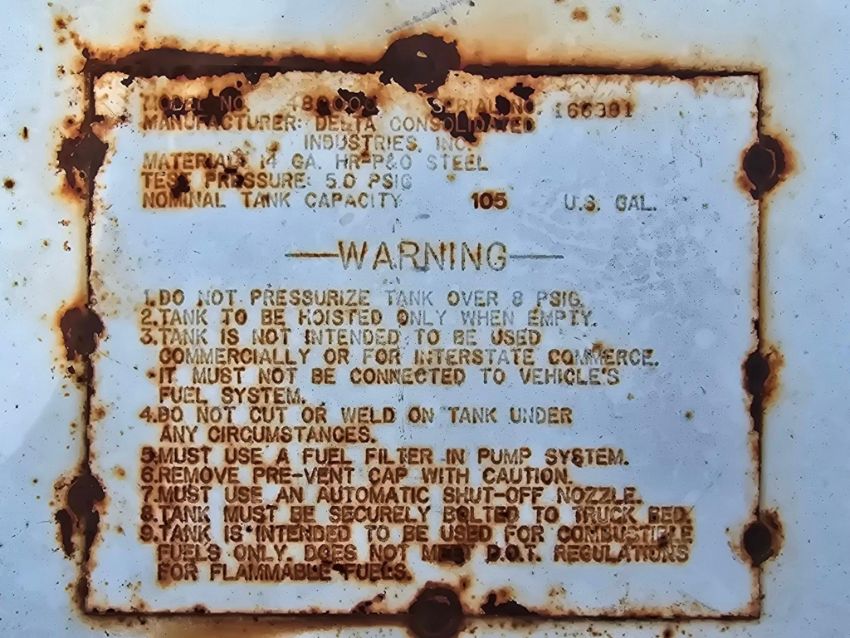 MODEL NO. 482000 SERIAL NO. 166381
MANUFACTURER: DELTA CONSOLIDATED
INDUSTRIES, INC.
MATERIAL: 14 GA. HR-P&O STEEL
TEST PRESSURE: 5.0 PSIG
NOMINAL TANK CAPACITY 105 U.S. GAL.
WARNING
1.DO NOT PRESSURIZE TANK OVER 8 PSIG.
2.TANK TO BE HOISTED ONLY WHEN EMPTY.
3.TANK IS NOT INTENDED TO BE USED
COMMERCIALLY OR FOR INTERSTATE COMMERCE.
IT MUST NOT BE CONNECTED TO VEHICLE'S
FUEL SYSTEM.
4.DO NOT CUT OR WELD ON TANK UNDER
ANY CIRCUMSTANCES.
5.MUST USE A FUEL FILTER IN PUMP SYSTEM.
6.REMOVE PRE-VENT CAP WITH CAUTION.
7.MUST USE AN AUTOMATIC SHUT-OFF NOZZLE.
8.TANK MUST BE SECURELY BOLTED TO TRUCK BED.
9.TANK IS INTENDED TO BE USED FOR COMBUSTIBLE
FUELS ONLY. DOES NOT MEET D.O.T. REGULATIONS
FOR FLAMMABLE FUELS.